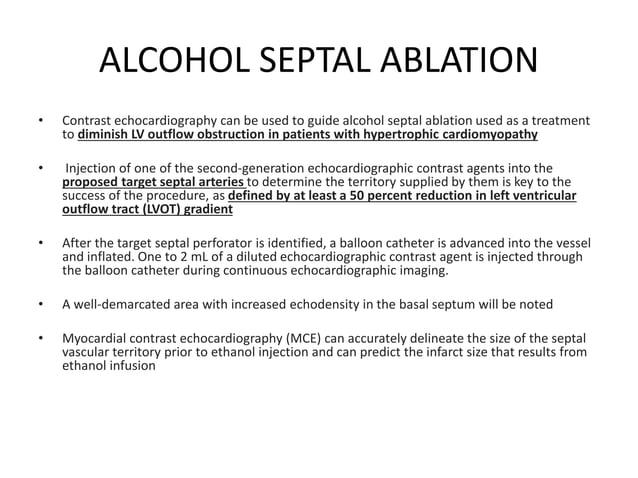 ALCOHOL SEPTAL ABLATION
• Contrast echocardiography can be used to guide alcohol septal ablation used as a treatment
to diminish LV outflow obstruction in patients with hypertrophic cardiomyopathy
• Injection of one of the second-generation echocardiographic contrast agents into the
proposed target septal arteries to determine the territory supplied by them is key to the
success of the procedure, as defined by at least a 50 percent reduction in left ventricular
outflow tract (LVOT) gradient
• After the target septal perforator is identified, a balloon catheter is advanced into the vessel
and inflated. One to 2 mL of a diluted echocardiographic contrast agent is injected through
the balloon catheter during continuous echocardiographic imaging.
• A well-demarcated area with increased echodensity in the basal septum will be noted
• Myocardial contrast echocardiography (MCE) can accurately delineate the size of the septal
vascular territory prior to ethanol injection and can predict the infarct size that results from
ethanol infusion